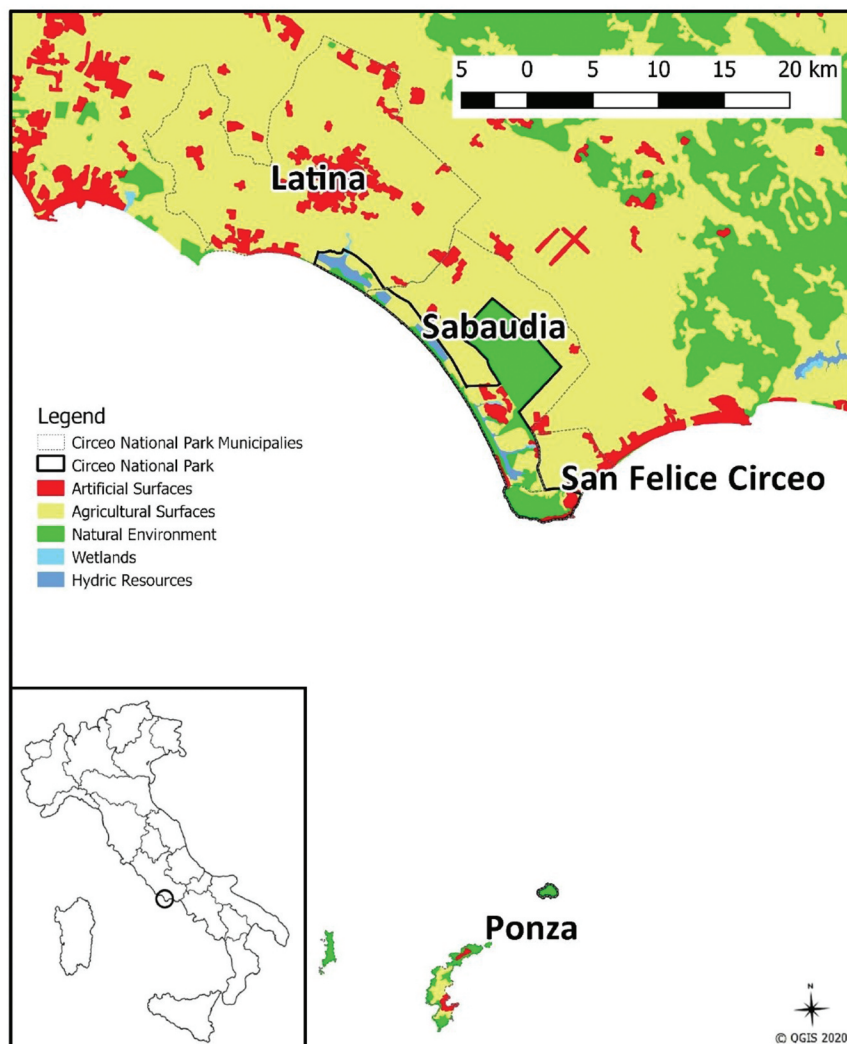 5 0 5 10 15 20 km
Latina
Sabaudia
San Felice Circeo
Legend
Circeo National Park Municipalies
Circeo National Park
Artificial Surfaces
Agricultural Surfaces
Natural Environment
Wetlands
Hydric Resources
Ponza
N
© QGIS 2020